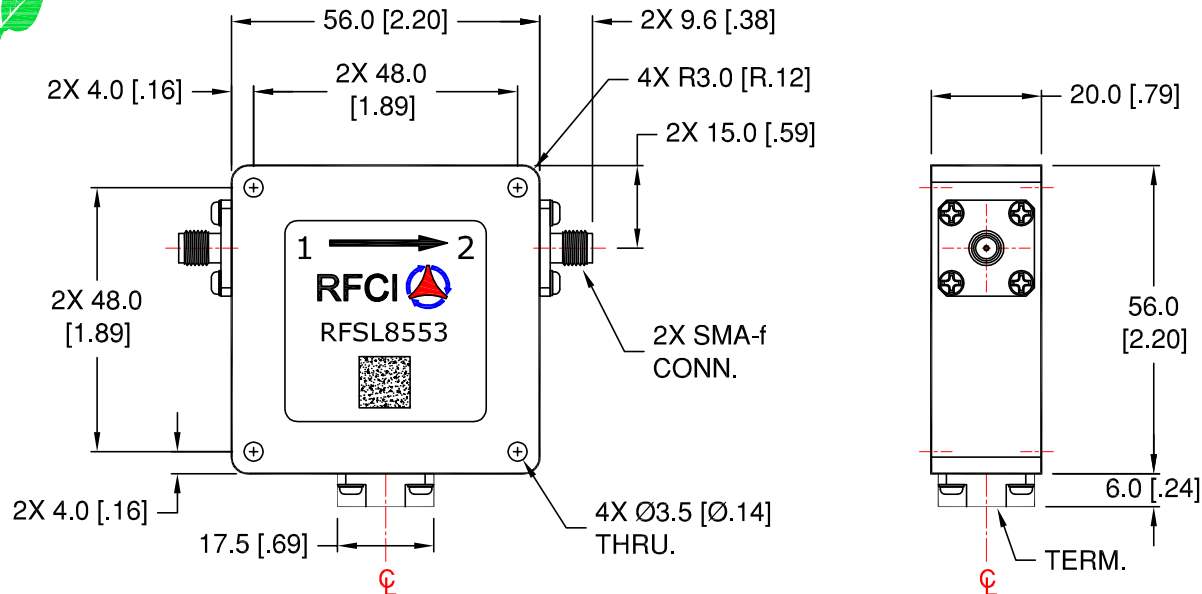 56.0 [2.20]
2X 9.6 [.38]
2X 4.0 [.16]
2X 48.0
[1.89]
4X R3.0 [R.12]
2X 15.0 [.59]
20.0 [.79]
1
2
RFCI
RFSL8553
2X 48.0
[1.89]
2X SMA-f
CONN.
56.0
[2.20]
2X 4.0 [.16]
17.5 [.69]
4X Ø3.5 [Ø.14]
THRU.
6.0 [.24]
TERM.
℄
℄